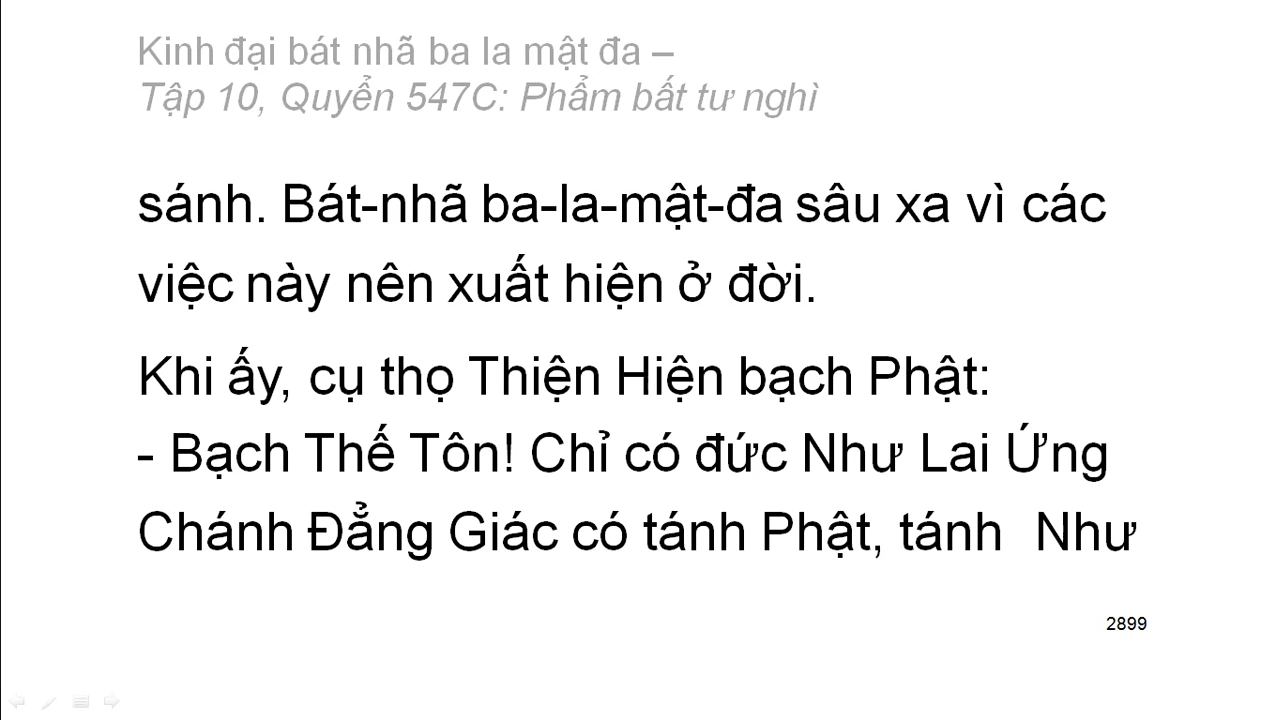 Kinh đại bát nhã ba la mật đa –
Tập 10, Quyển 547C: Phẩm bất tư nghì
sánh. Bát-nhã ba-la-mật-đa sâu xa vì các
việc này nên xuất hiện ở đời.
Khi ấy, cụ thọ Thiện Hiện bạch Phật:
- Bạch Thế Tôn! Chỉ có đức Như Lai Ứng
Chánh Đẳng Giác có tánh Phật, tánh  Như
2899